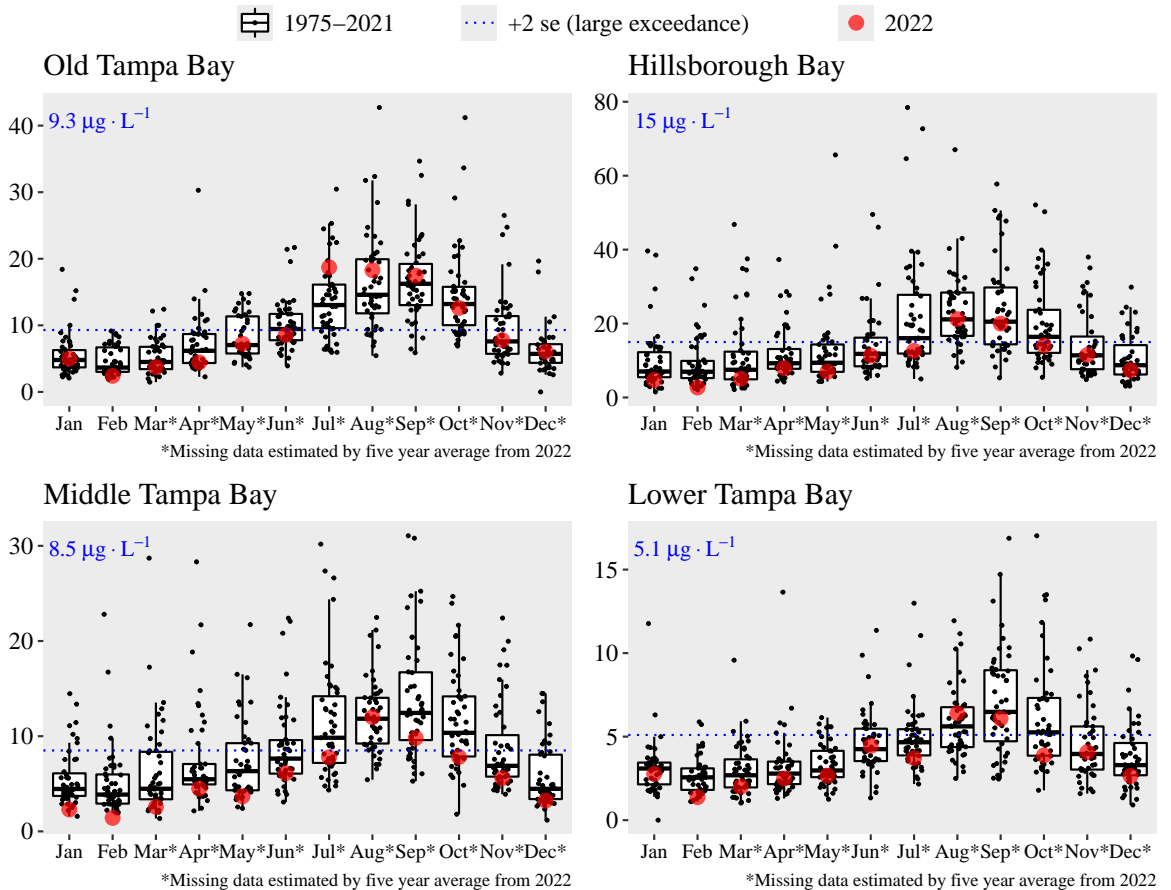 1975–2021 +2 se (large exceedance) 2022
Old Tampa Bay
9.3 µg · L⁻¹
40
30
20
10
0
Jan Feb Mar* Apr* May* Jun* Jul* Aug* Sep* Oct* Nov* Dec*
*Missing data estimated by five year average from 2022
Hillsborough Bay
15 µg · L⁻¹
80
60
40
20
0
Jan Feb Mar* Apr* May* Jun* Jul* Aug* Sep* Oct* Nov* Dec*
*Missing data estimated by five year average from 2022
Middle Tampa Bay
8.5 µg · L⁻¹
30
20
10
0
Jan Feb Mar* Apr* May* Jun* Jul* Aug* Sep* Oct* Nov* Dec*
*Missing data estimated by five year average from 2022
Lower Tampa Bay
5.1 µg · L⁻¹
15
10
5
0
Jan Feb Mar* Apr* May* Jun* Jul* Aug* Sep* Oct* Nov* Dec*
*Missing data estimated by five year average from 2022